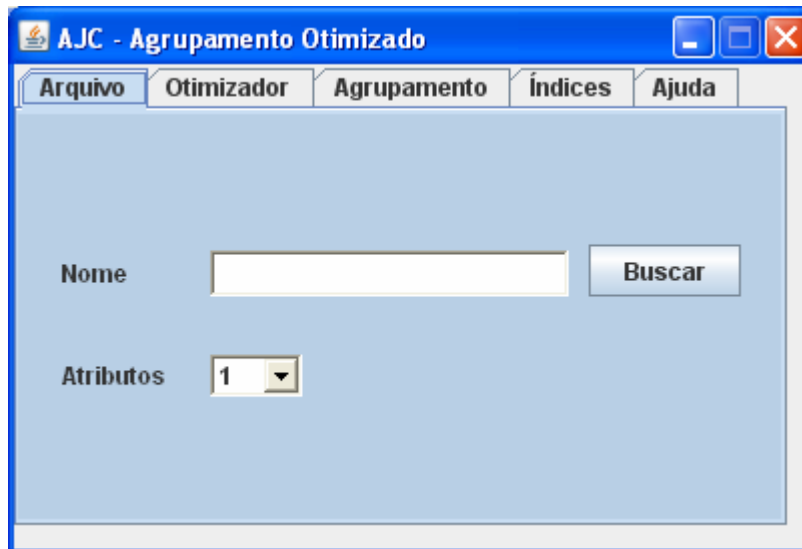 AJC - Agrupamento Otimizado
Arquivo Otimizador Agrupamento Índices Ajuda
Nome Buscar
Atributos 1